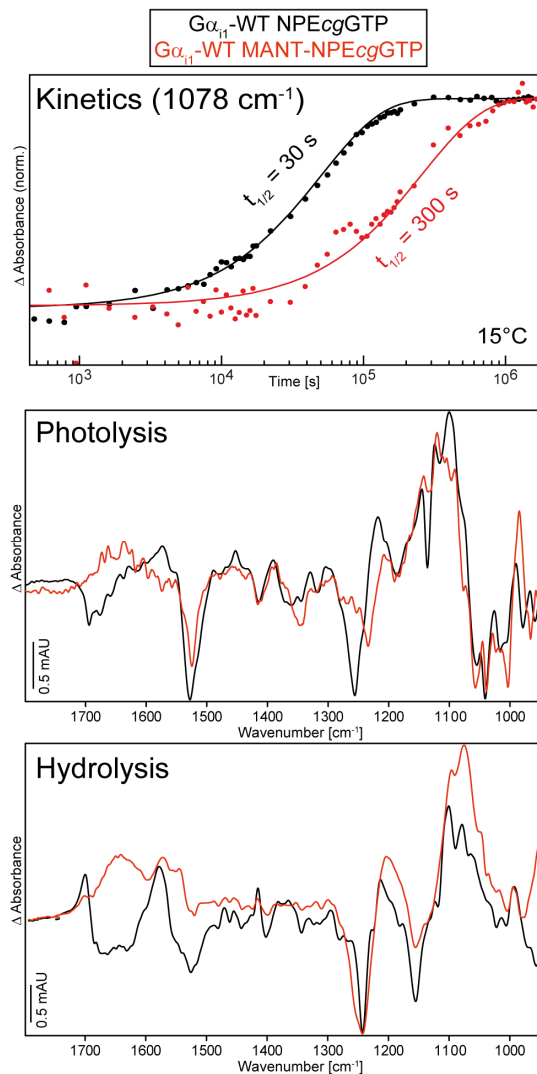 Gαi1-WT NPEcgGTP
Gαi1-WT MANT-NPEcgGTP
Kinetics (1078 cm⁻¹)
Δ Absorbance (norm.)
t1/2 = 30 s
t1/2 = 300 s
15°C
10³ 10⁴ 10⁵ 10⁶
Time [s]
Photolysis
Δ Absorbance
0.5 mAU
1700 1600 1500 1400 1300 1200 1100 1000
Wavenumber [cm⁻¹]
Hydrolysis
Δ Absorbance
0.5 mAU
1700 1600 1500 1400 1300 1200 1100 1000
Wavenumber [cm⁻¹]